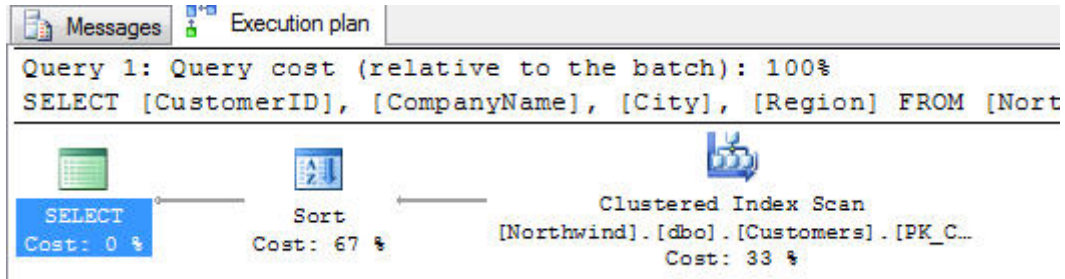 Messages Execution plan
Query 1: Query cost (relative to the batch): 100%
SELECT [CustomerID], [CompanyName], [City], [Region] FROM [Nort
SELECT
Cost: 0 %
Sort
Cost: 67 %
Clustered Index Scan
[Northwind].[dbo].[Customers].[PK_C…
Cost: 33 %